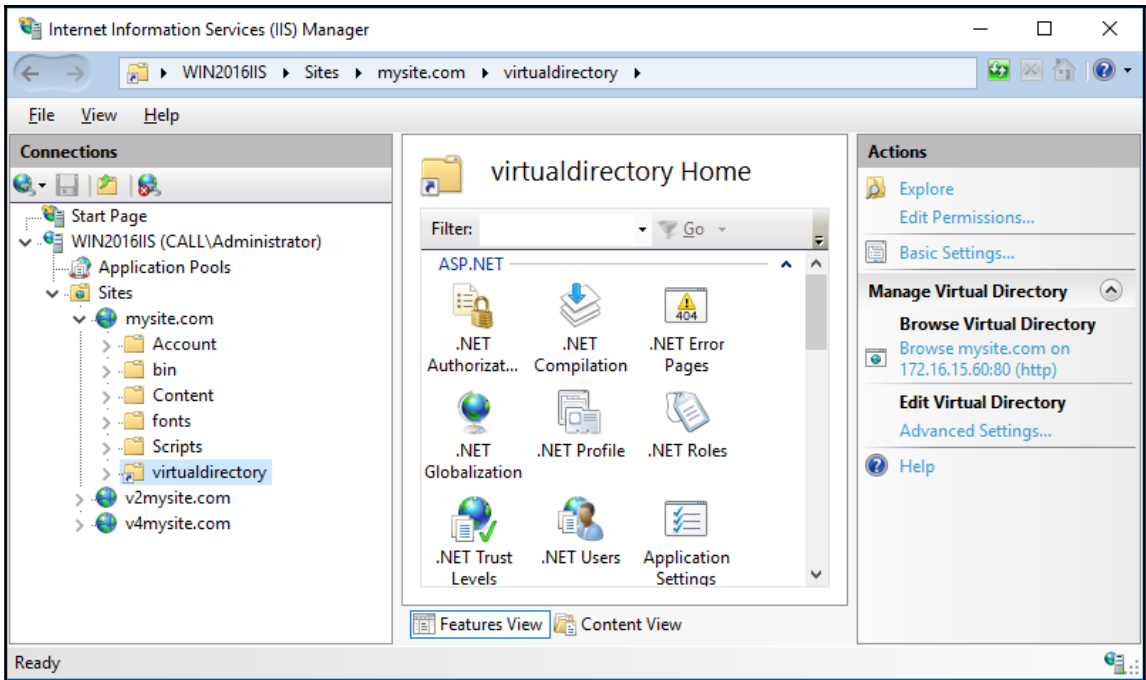 Internet Information Services (IIS) Manager
WIN2016IIS Sites mysite.com virtualdirectory
File View Help
Connections
Start Page
WIN2016IIS (CALL\Administrator)
Application Pools
Sites
mysite.com
Account
bin
Content
fonts
Scripts
virtualdirectory
v2mysite.com
v4mysite.com
virtualdirectory Home
Filter: Go
ASP.NET
.NET Authorizat...
.NET Compilation
404
.NET Error Pages
.NET Globalization
.NET Profile
.NET Roles
.NET Trust Levels
.NET Users
Application Settings
Features View Content View
Actions
Explore
Edit Permissions...
Basic Settings...
Manage Virtual Directory
Browse Virtual Directory
Browse mysite.com on
172.16.15.60:80 (http)
Edit Virtual Directory
Advanced Settings...
Help
Ready